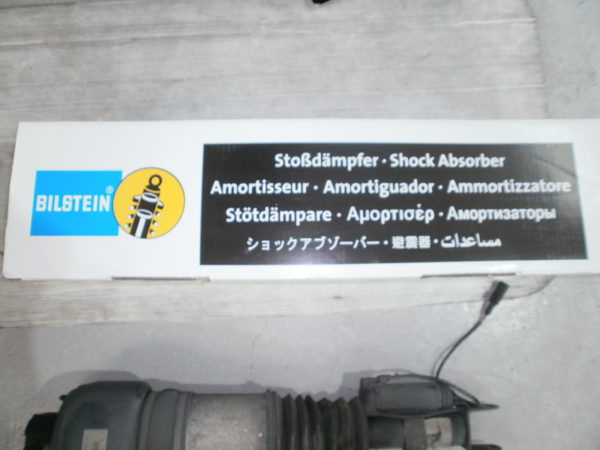 BILSTEIN®
Stoßdämpfer · Shock Absorber
Amortisseur · Amortiguador · Ammortizzatore
Stötdämpare · Αμορτισέρ · Амортизаторы
ショックアブソーバー · 避震器 · مساعدات